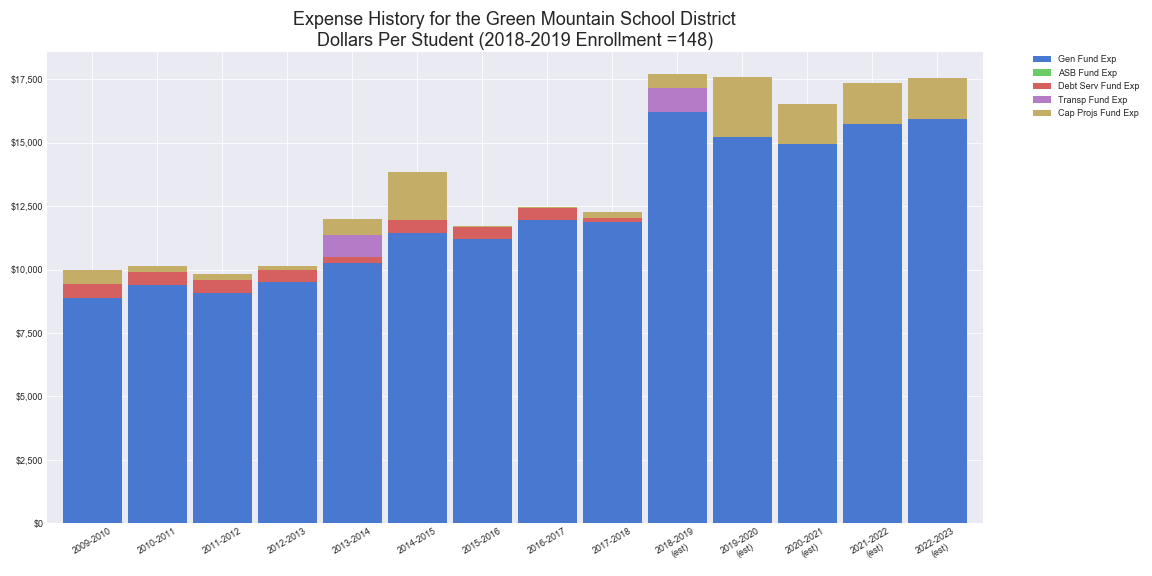 Expense History for the Green Mountain School District
Dollars Per Student (2018-2019 Enrollment =148)
Gen Fund Exp
ASB Fund Exp
Debt Serv Fund Exp
Transp Fund Exp
Cap Projs Fund Exp
$17,500
$15,000
$12,500
$10,000
$7,500
$5,000
$2,500
$0
2009-2010
2010-2011
2011-2012
2012-2013
2013-2014
2014-2015
2015-2016
2016-2017
2017-2018
2018-2019
(est)
2019-2020
(est)
2020-2021
(est)
2021-2022
(est)
2022-2023
(est)